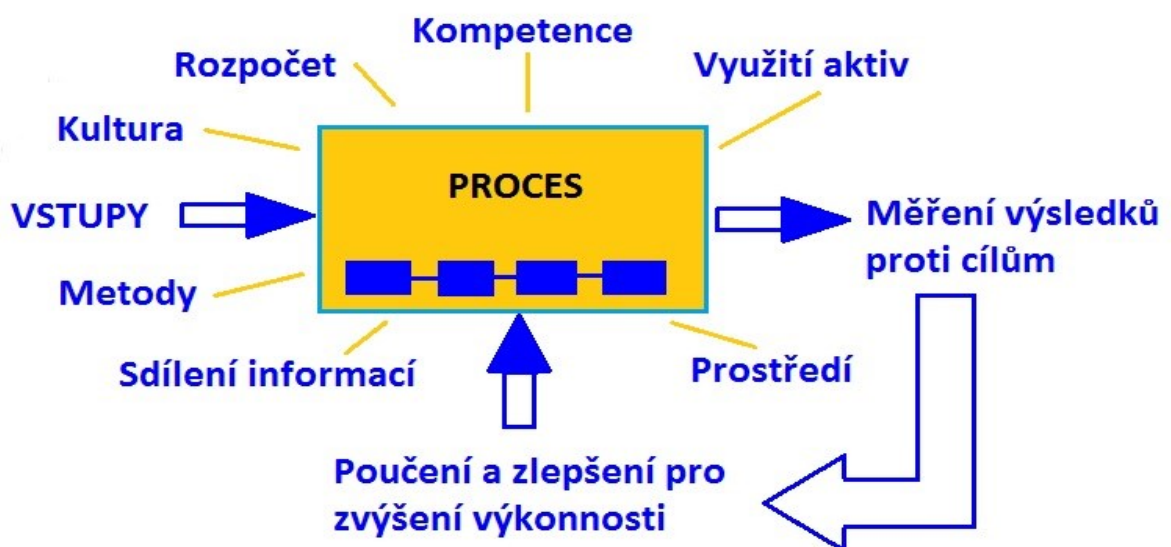 Kompetence
Rozpočet
Využití aktiv
Kultura
PROCES
VSTUPY
Měření výsledků
proti cílům
Metody
Sdílení informací
Prostředí
Poučení a zlepšení pro
zvýšení výkonnosti